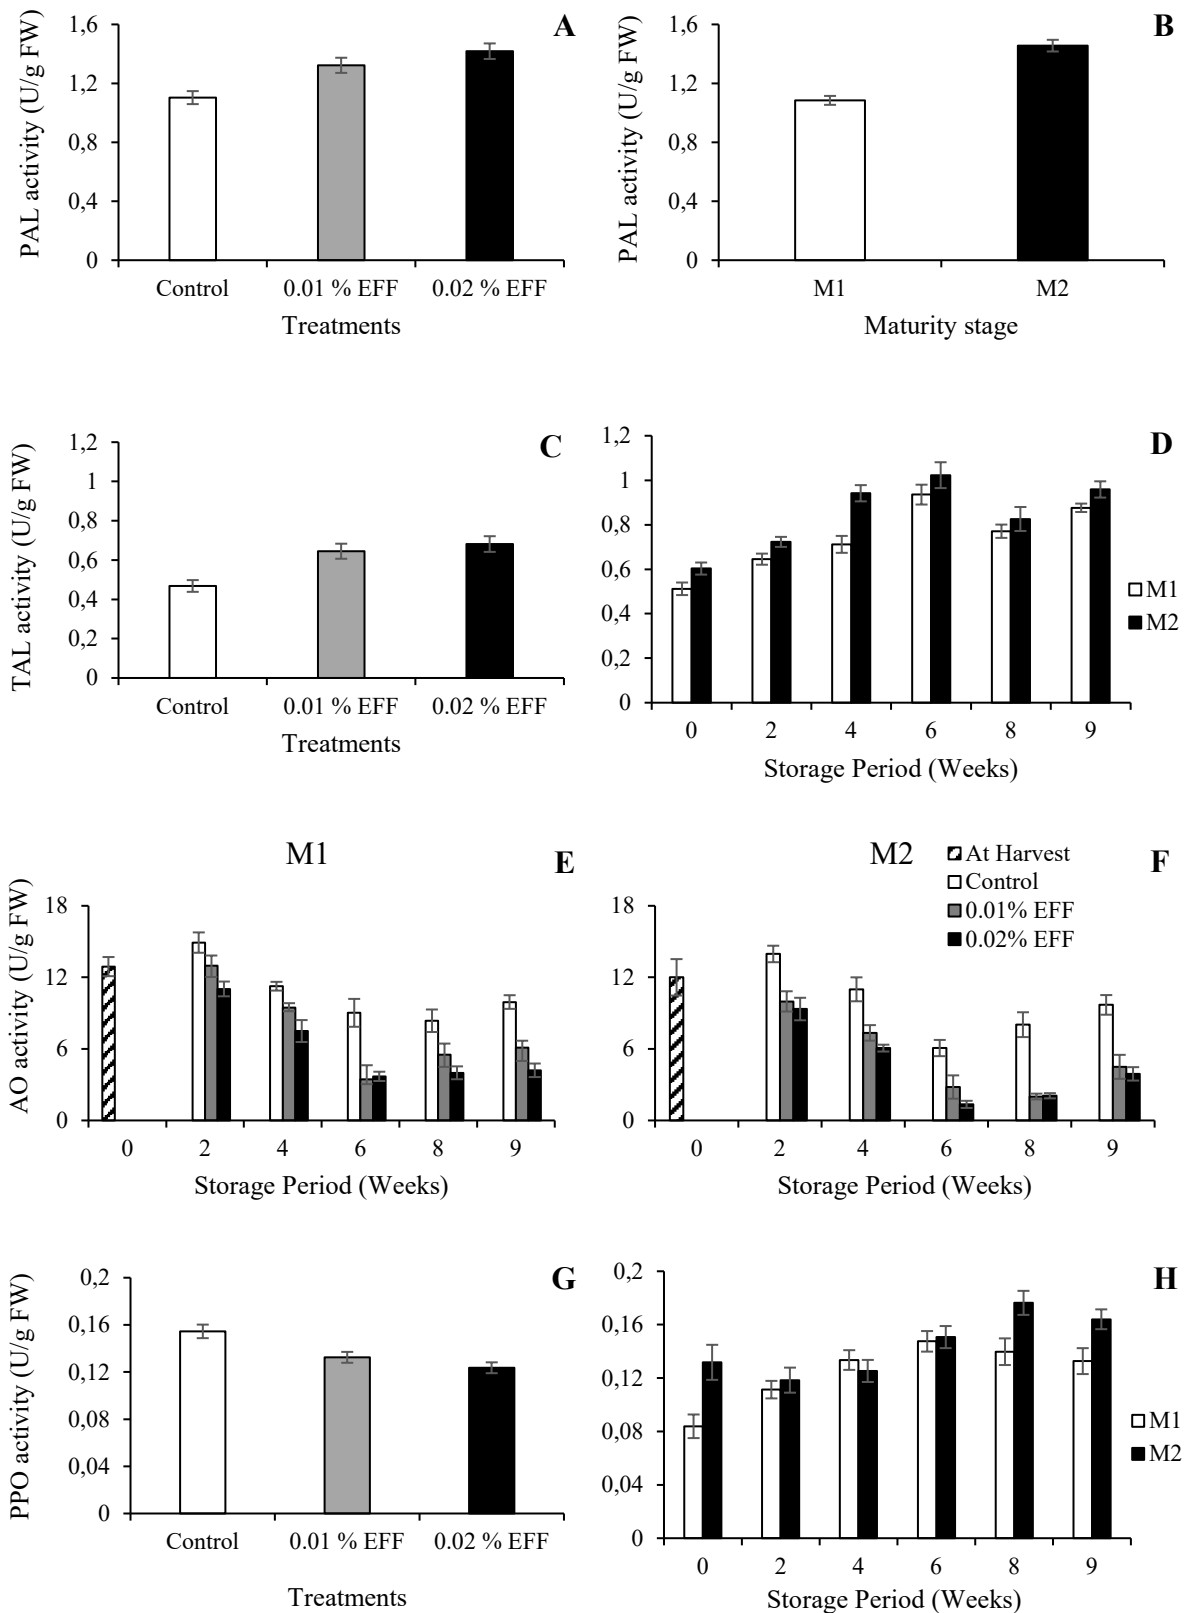 A
PAL activity (U/g FW)
1,6
1,2
0,8
0,4
0
Control 0.01 % EFF 0.02 % EFF
Treatments
B
PAL activity (U/g FW)
1,6
1,2
0,8
0,4
0
M1 M2
Maturity stage
C
TAL activity (U/g FW)
1,2
1
0,8
0,6
0,4
0,2
0
Control 0.01 % EFF 0.02 % EFF
Treatments
D
1,2
1
0,8
0,6
0,4
0,2
0
0 2 4 6 8 9
Storage Period (Weeks)
M1
M2
M1
E
AO activity (U/g FW)
18
12
6
0
0 2 4 6 8 9
Storage Period (Weeks)
M2
F
At Harvest
Control
0.01% EFF
0.02% EFF
18
12
6
0
0 2 4 6 8 9
Storage Period (Weeks)
G
PPO activity (U/g FW)
0,2
0,16
0,12
0,08
0,04
0
Control 0.01 % EFF 0.02 % EFF
Treatments
H
0,2
0,16
0,12
0,08
0,04
0
0 2 4 6 8 9
Storage Period (Weeks)
M1
M2